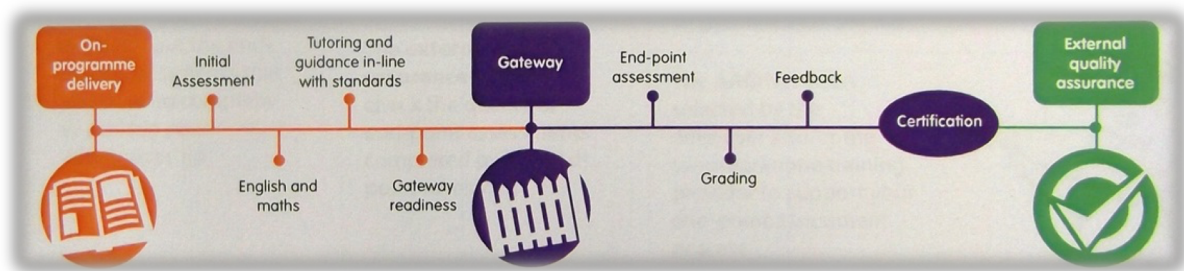 On-
programme
delivery
Initial
Assessment
English and
maths
Tutoring and
guidance in-line
with standards
Gateway
readiness
Gateway
End-point
assessment
Grading
Feedback
Certification
External
quality
assurance